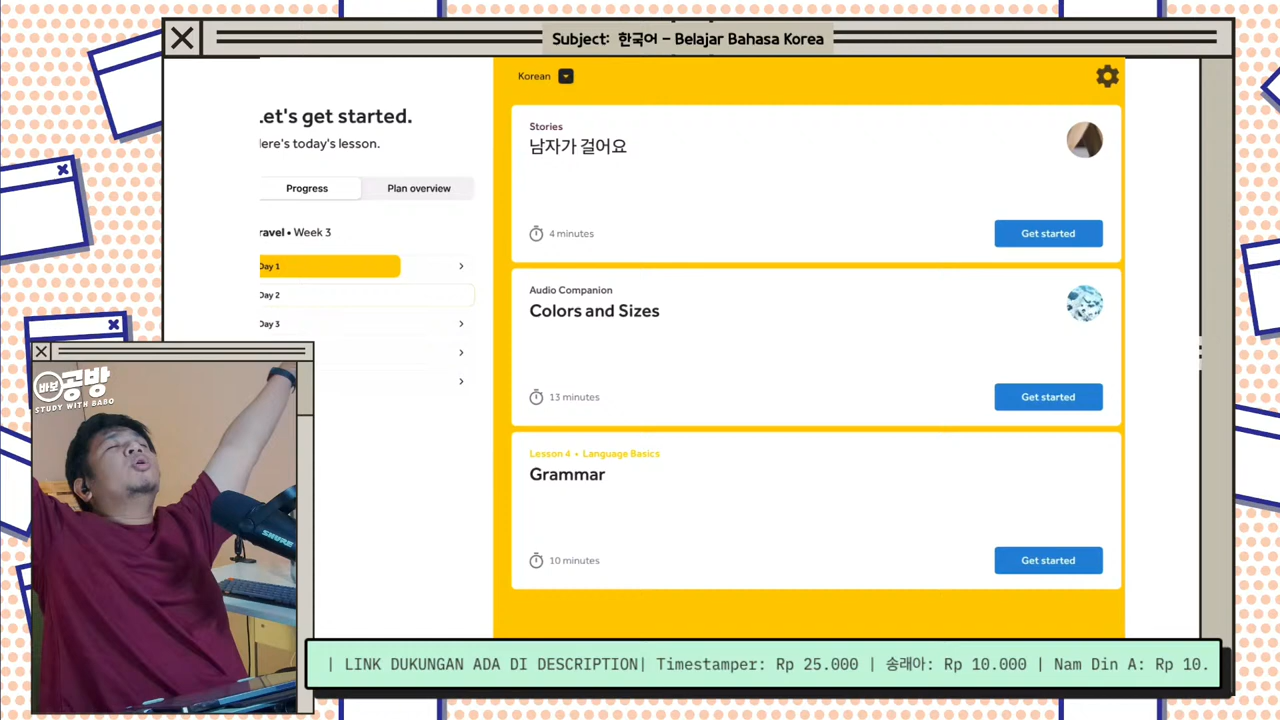 Subject: 한국어 - Belajar Bahasa Korea
Let's get started.
Here's today's lesson.
Progress
Plan overview
ravel • Week 3
Day 1
Day 2
Day 3
Korean
Stories
남자가 걸어요
4 minutes
Get started
Audio Companion
Colors and Sizes
13 minutes
Get started
Lesson 4 • Language Basics
Grammar
10 minutes
Get started
바보 공방
STUDY WITH BABO
SHURE
| LINK DUKUNGAN ADA DI DESCRIPTION| Timestamper: Rp 25.000 | 송래아: Rp 10.000 | Nam Din A: Rp 10.